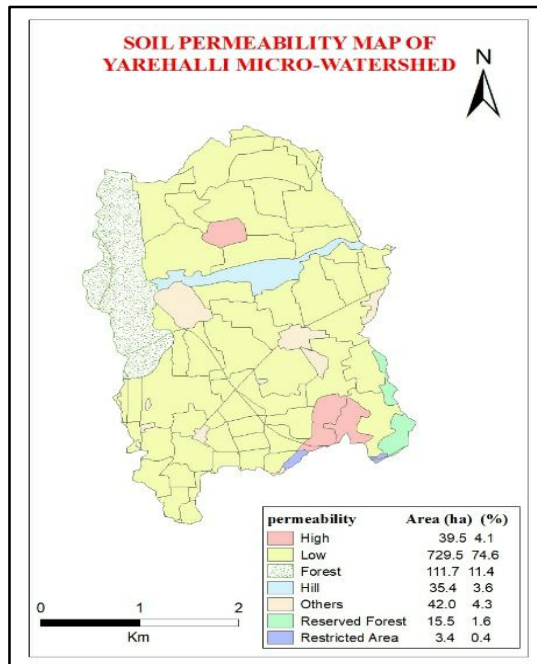 SOIL PERMEABILITY MAP OF
YAREHALLI MICRO-WATERSHED
N
permeability Area (ha) (%)
High 39.5 4.1
Low 729.5 74.6
Forest 111.7 11.4
Hill 35.4 3.6
Others 42.0 4.3
Reserved Forest 15.5 1.6
Restricted Area 3.4 0.4
0 1 2
Km